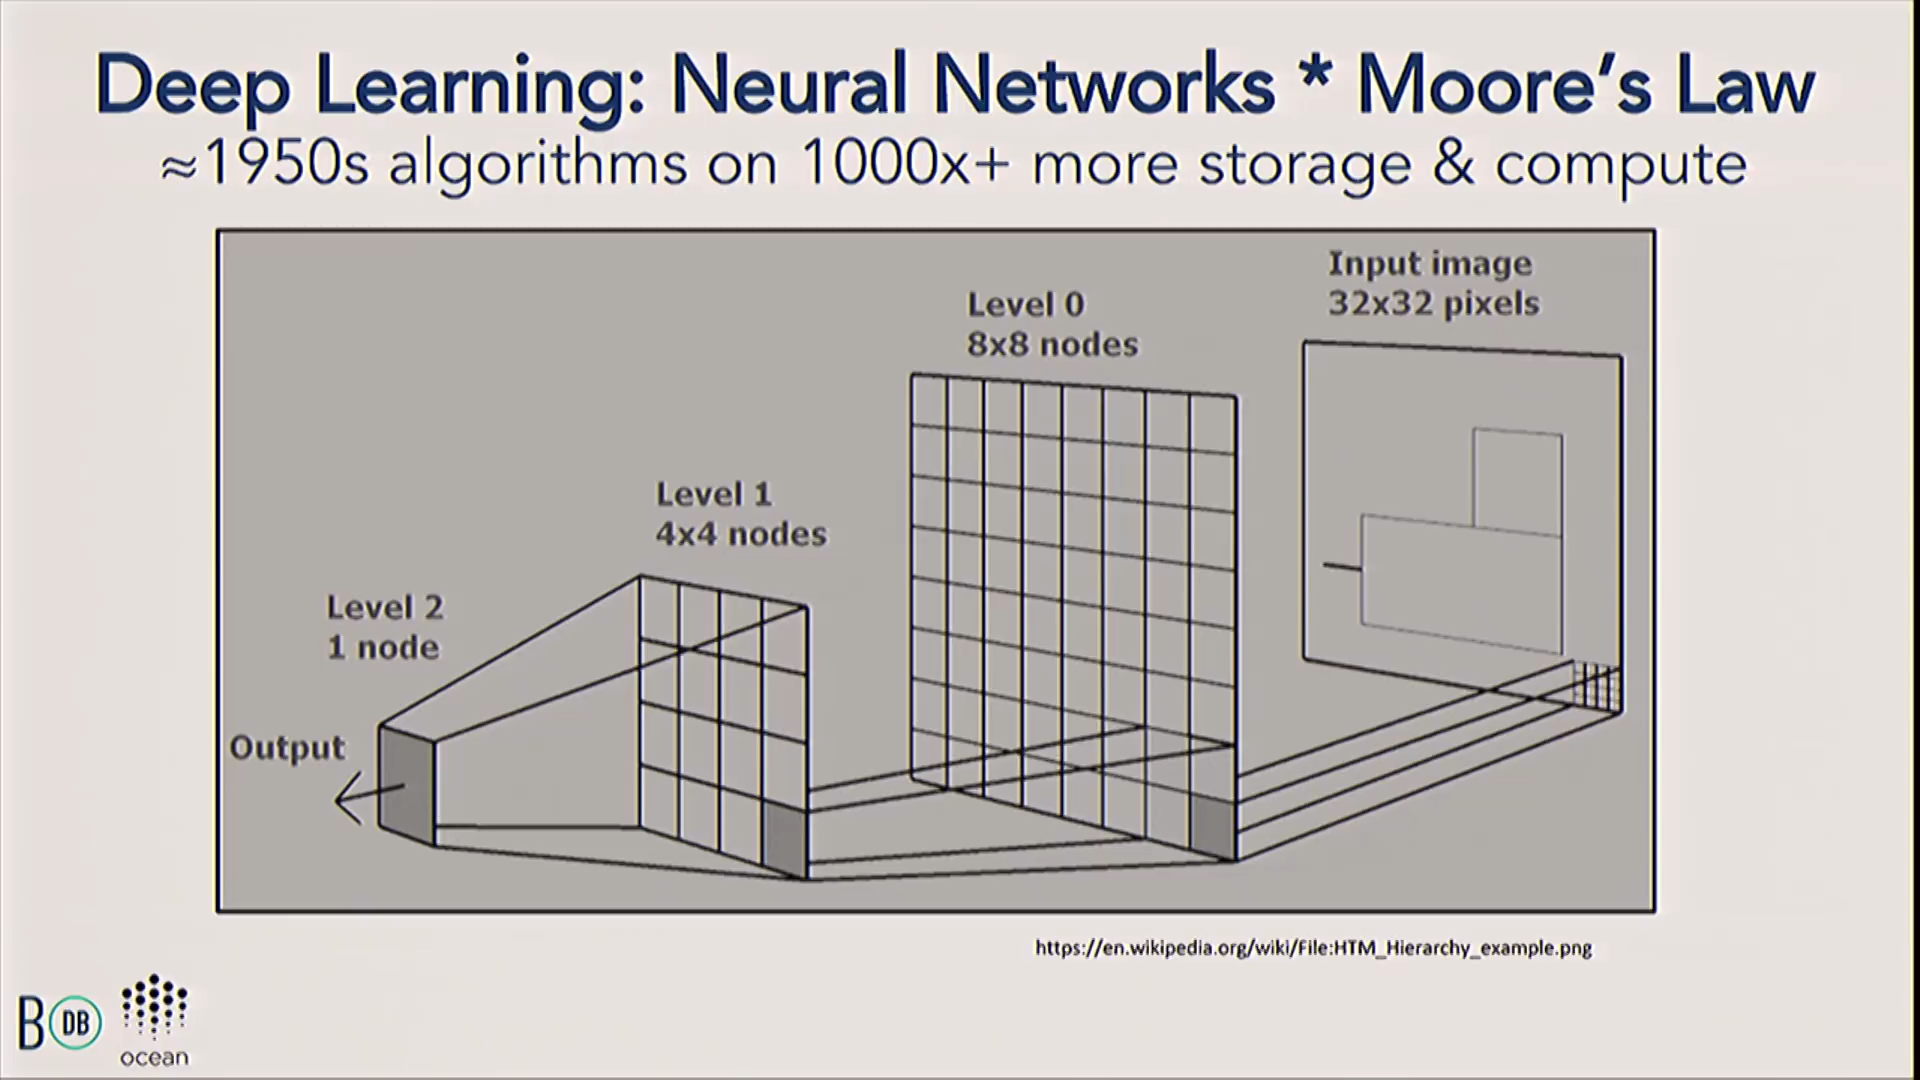 Deep Learning: Neural Networks * Moore's Law
≈1950s algorithms on 1000x+ more storage & compute
Input image
32x32 pixels
Level 0
8x8 nodes
Level 1
4x4 nodes
Level 2
1 node
Output
https://en.wikipedia.org/wiki/File:HTM_Hierarchy_example.png
B DB
ocean